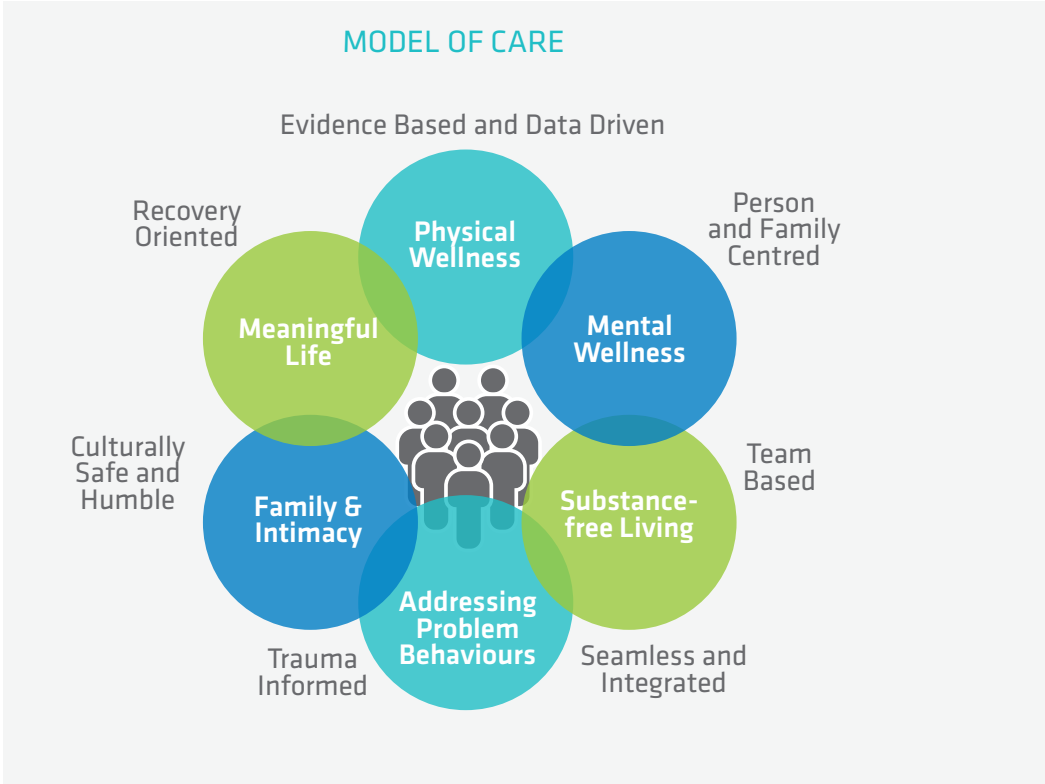 MODEL OF CARE
Evidence Based and Data Driven
Physical
Wellness
Person
and Family
Centred
Mental
Wellness
Team
Based
Substance-
free Living
Seamless and
Integrated
Addressing
Problem
Behaviours
Trauma
Informed
Family &
Intimacy
Culturally
Safe and
Humble
Meaningful
Life
Recovery
Oriented